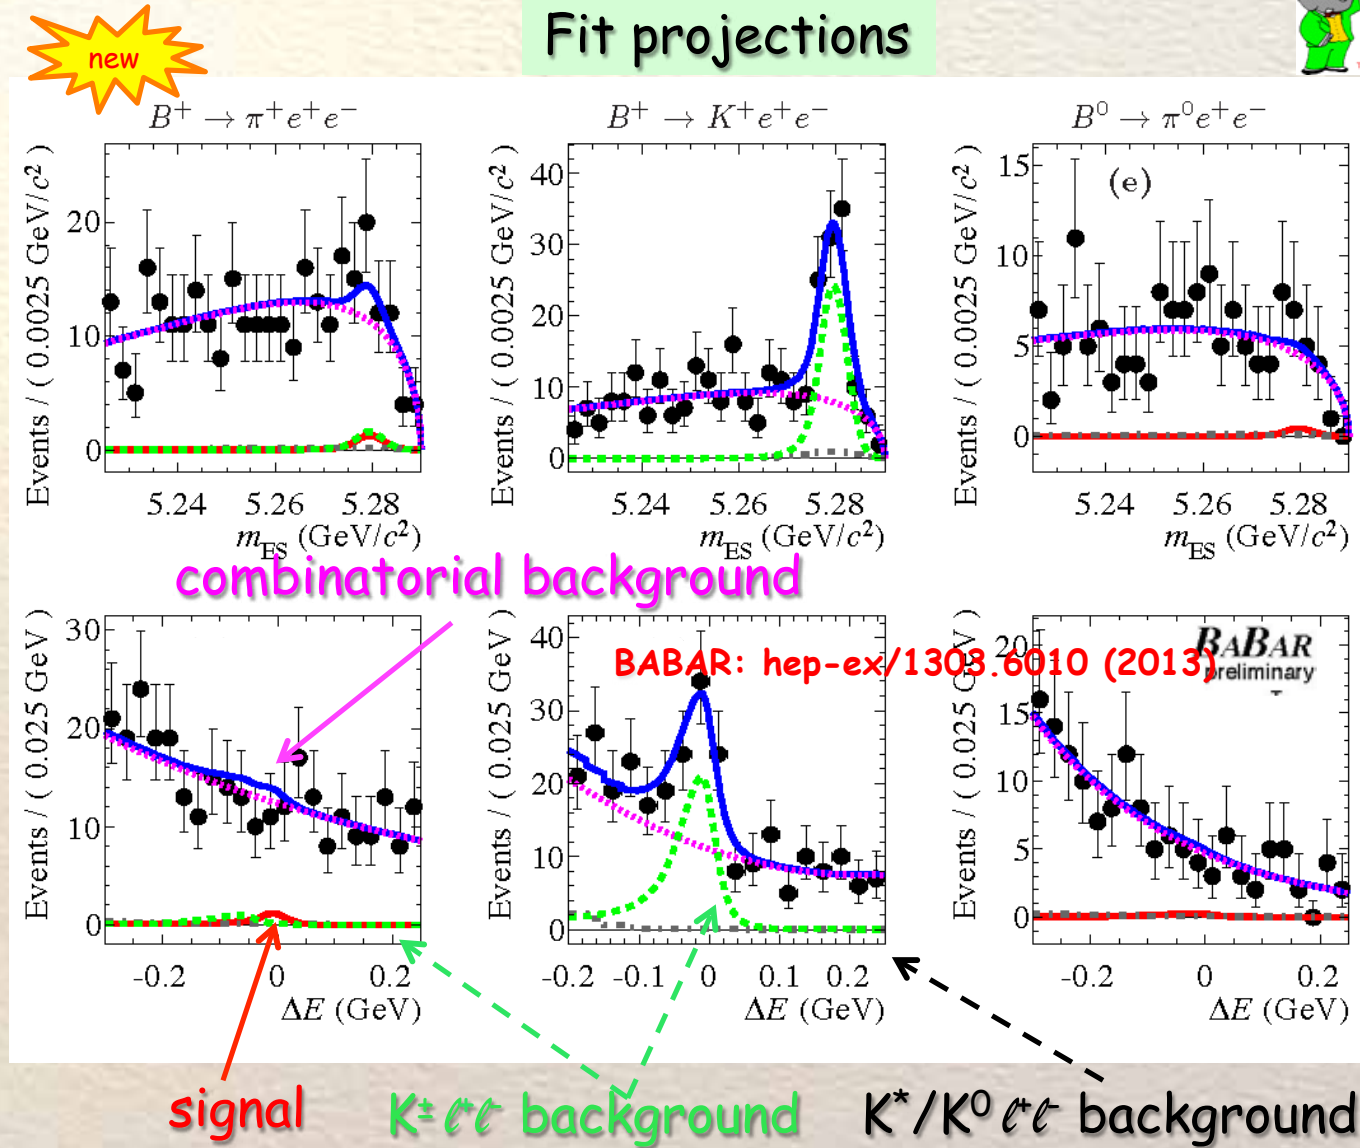 Fit projections
new
B⁺ → π⁺e⁺e⁻
B⁺ → K⁺e⁺e⁻
B⁰ → π⁰e⁺e⁻
Events / ( 0.0025 GeV/c² )
20
10
0
5.24 5.26 5.28
m_ES (GeV/c²)
Events / ( 0.0025 GeV/c² )
40
30
20
10
0
5.24 5.26 5.28
m_ES (GeV/c²)
Events / ( 0.0025 GeV/c² )
15
10
5
0
(e)
5.24 5.26 5.28
m_ES (GeV/c²)
combinatorial background
Events / ( 0.025 GeV )
30
20
10
0
-0.2 0 0.2
ΔE (GeV)
Events / ( 0.025 GeV )
40
30
20
10
0
-0.2 -0.1 0 0.1 0.2
ΔE (GeV)
BABAR: hep-ex/1303.6010 (2013)
Events / ( 0.025 GeV )
20
15
10
5
0
BABAR
preliminary
-0.2 0 0.2
ΔE (GeV)
signal
K± ℓ⁺ℓ⁻ background
K*/K⁰ ℓ⁺ℓ⁻ background